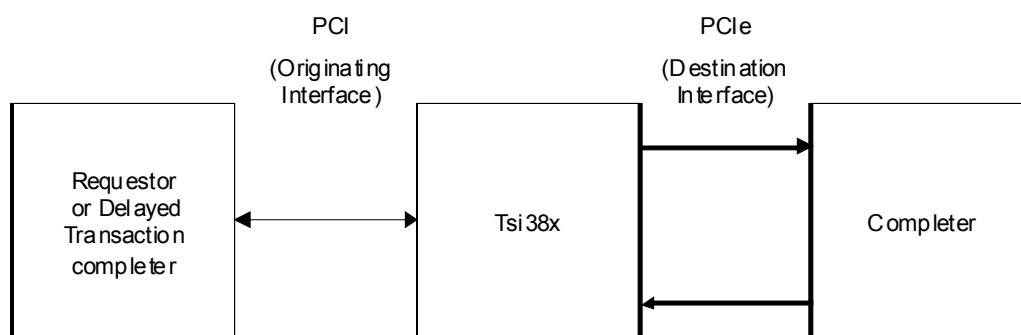 PCI
(Originating
Interface)
PCIe
(Destination
Interface)
Requestor
or Delayed
Transaction
completer
Tsi38x
Completer